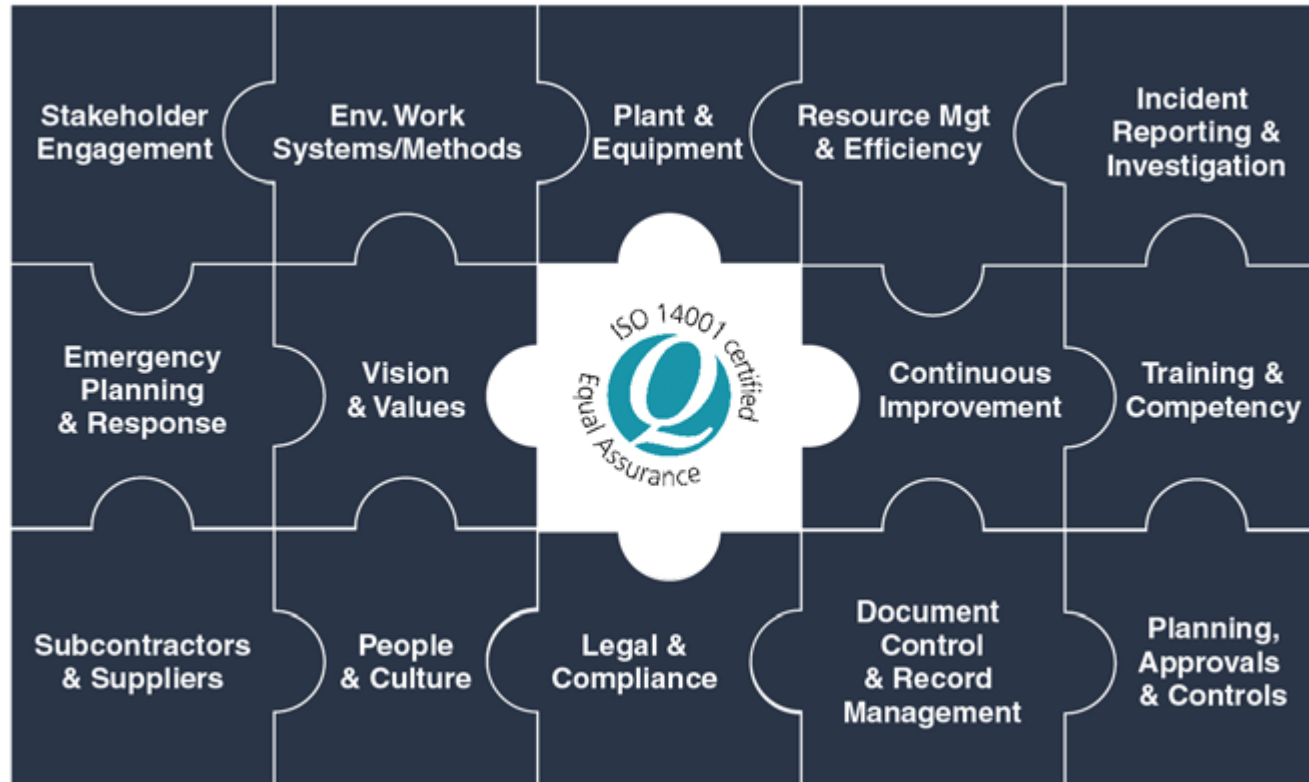 Stakeholder
Engagement
Env. Work
Systems/Methods
Plant &
Equipment
Resource Mgt
& Efficiency
Incident
Reporting &
Investigation
Emergency
Planning
& Response
Vision
& Values
ISO 14001 certified
Equal Assurance
Continuous
Improvement
Training &
Competency
Subcontractors
& Suppliers
People
& Culture
Legal &
Compliance
Document
Control
& Record
Management
Planning,
Approvals
& Controls